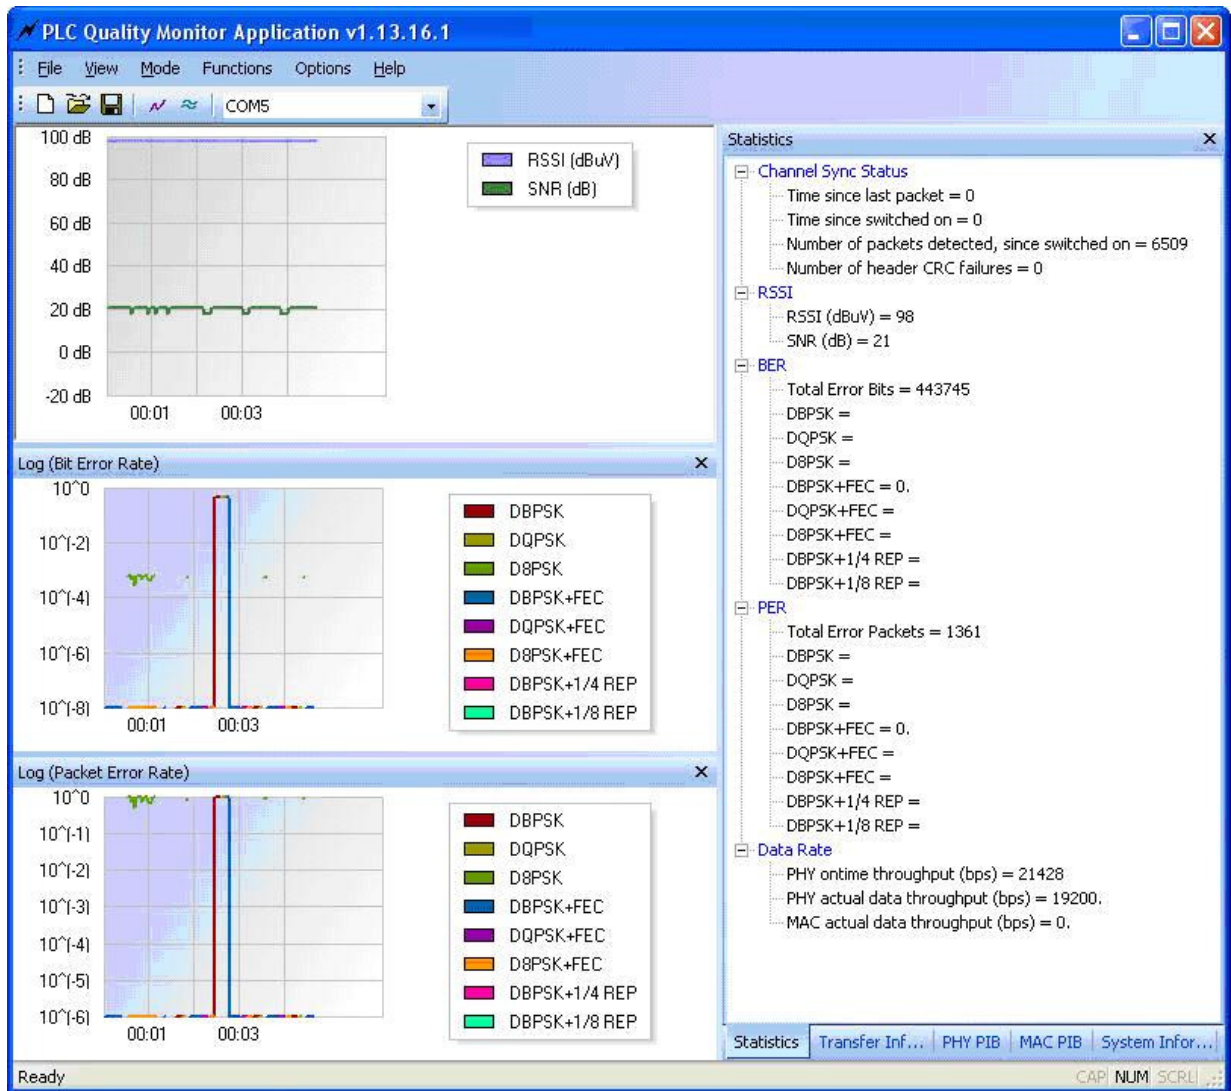 PLC Quality Monitor Application v1.13.16.1
File View Mode Functions Options Help
COM5
100 dB
80 dB
60 dB
40 dB
20 dB
0 dB
-20 dB
00:01 00:03
RSSI (dBuV)
SNR (dB)
Log (Bit Error Rate)
10^0
10^(-2)
10^(-4)
10^(-6)
10^(-8)
00:01 00:03
DBPSK
DQPSK
D8PSK
DBPSK+FEC
DQPSK+FEC
D8PSK+FEC
DBPSK+1/4 REP
DBPSK+1/8 REP
Log (Packet Error Rate)
10^0
10^(-1)
10^(-2)
10^(-3)
10^(-4)
10^(-5)
10^(-6)
00:01 00:03
DBPSK
DQPSK
D8PSK
DBPSK+FEC
DQPSK+FEC
D8PSK+FEC
DBPSK+1/4 REP
DBPSK+1/8 REP
Statistics
Channel Sync Status
Time since last packet = 0
Time since switched on = 0
Number of packets detected, since switched on = 6509
Number of header CRC failures = 0
RSSI
RSSI (dBuV) = 98
SNR (dB) = 21
BER
Total Error Bits = 443745
DBPSK =
DQPSK =
D8PSK =
DBPSK+FEC = 0.
DQPSK+FEC =
D8PSK+FEC =
DBPSK+1/4 REP =
DBPSK+1/8 REP =
PER
Total Error Packets = 1361
DBPSK =
DQPSK =
D8PSK =
DBPSK+FEC = 0.
DQPSK+FEC =
D8PSK+FEC =
DBPSK+1/4 REP =
DBPSK+1/8 REP =
Data Rate
PHY ontime throughput (bps) = 21428
PHY actual data throughput (bps) = 19200.
MAC actual data throughput (bps) = 0.
Statistics Transfer Inf... PHY PIB MAC PIB System Infor...
Ready
CAP NUM SCRL